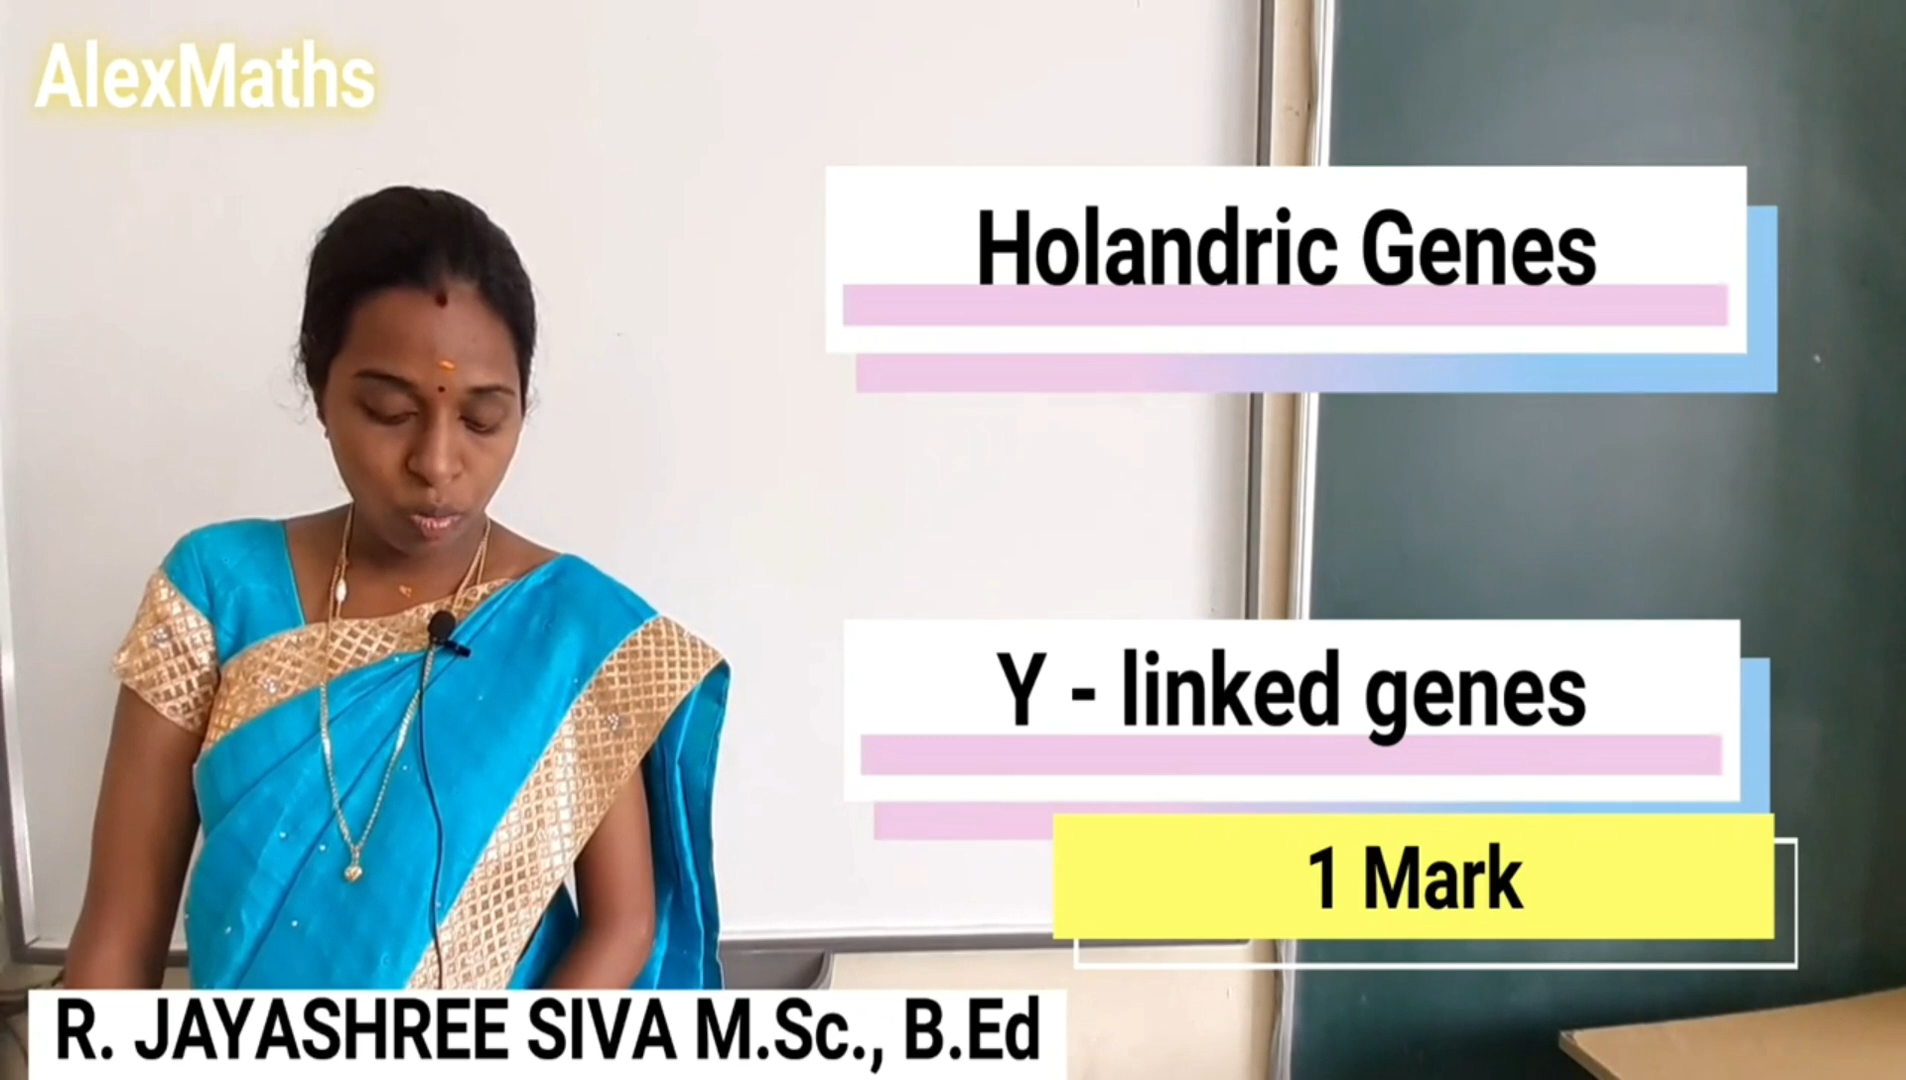 AlexMaths
Holandric Genes
Y - linked genes
1 Mark
R. JAYASHREE SIVA M.Sc., B.Ed